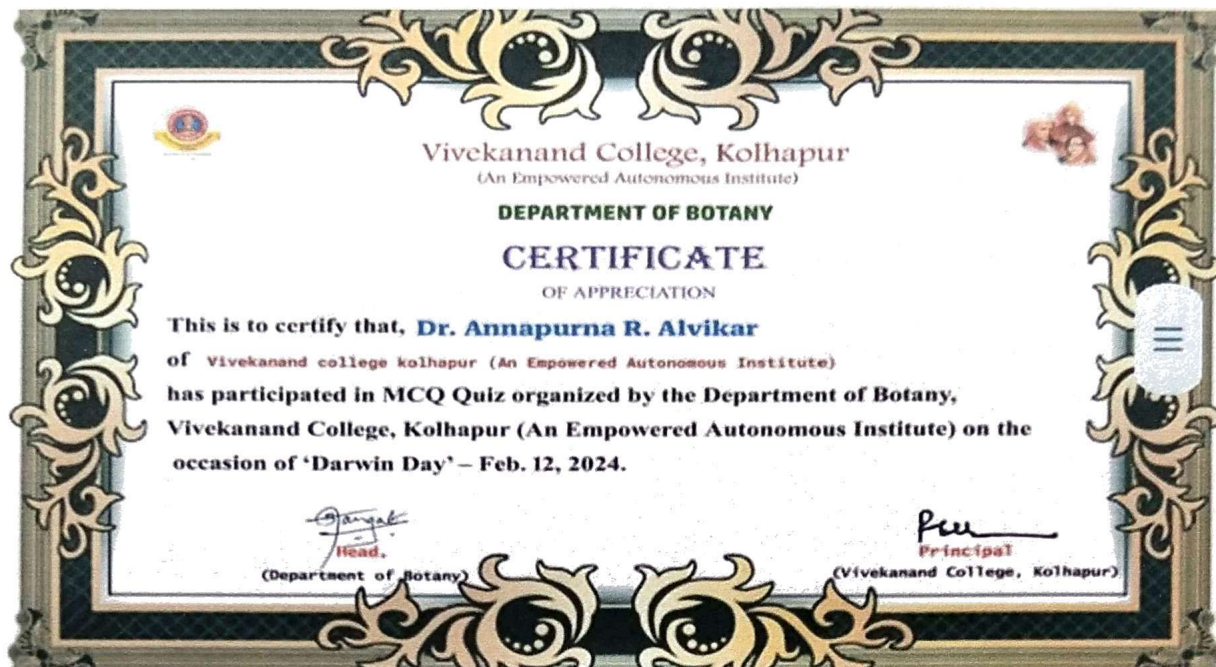 Vivekanand College, Kolhapur
(An Empowered Autonomous Institute)
DEPARTMENT OF BOTANY
CERTIFICATE
OF APPRECIATION
This is to certify that, Dr. Annapurna R. Alvikar
of Vivekanand college kolhapur (An Empowered Autonomous Institute)
has participated in MCQ Quiz organized by the Department of Botany,
Vivekanand College, Kolhapur (An Empowered Autonomous Institute) on the
occasion of ‘Darwin Day’ – Feb. 12, 2024.
Head,
(Department of Botany)
Principal
(Vivekanand College, Kolhapur)